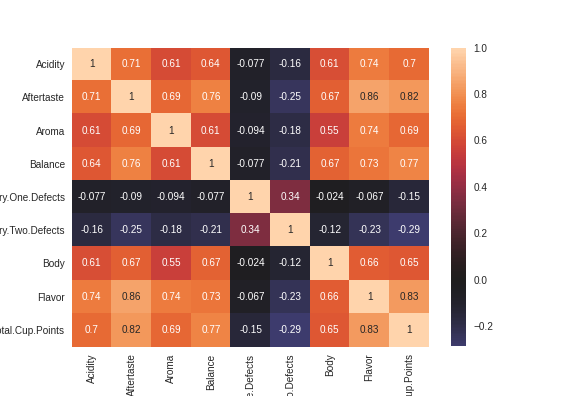 Acidity 1 0.71 0.61 0.64 -0.077 -0.16 0.61 0.74 0.7
Aftertaste 0.71 1 0.69 0.76 -0.09 -0.25 0.67 0.86 0.82
Aroma 0.61 0.69 1 0.61 -0.094 -0.18 0.55 0.74 0.69
Balance 0.64 0.76 0.61 1 -0.077 -0.21 0.67 0.73 0.77
ry.One.Defects -0.077 -0.09 -0.094 -0.077 1 0.34 -0.024 -0.067 -0.15
ry.Two.Defects -0.16 -0.25 -0.18 -0.21 0.34 1 -0.12 -0.23 -0.29
Body 0.61 0.67 0.55 0.67 -0.024 -0.12 1 0.66 0.65
Flavor 0.74 0.86 0.74 0.73 -0.067 -0.23 0.66 1 0.83
otal.Cup.Points 0.7 0.82 0.69 0.77 -0.15 -0.29 0.65 0.83 1
Acidity
Aftertaste
Aroma
Balance
e.Defects
o.Defects
Body
Flavor
up.Points
1.0
0.8
0.6
0.4
0.2
0.0
−0.2